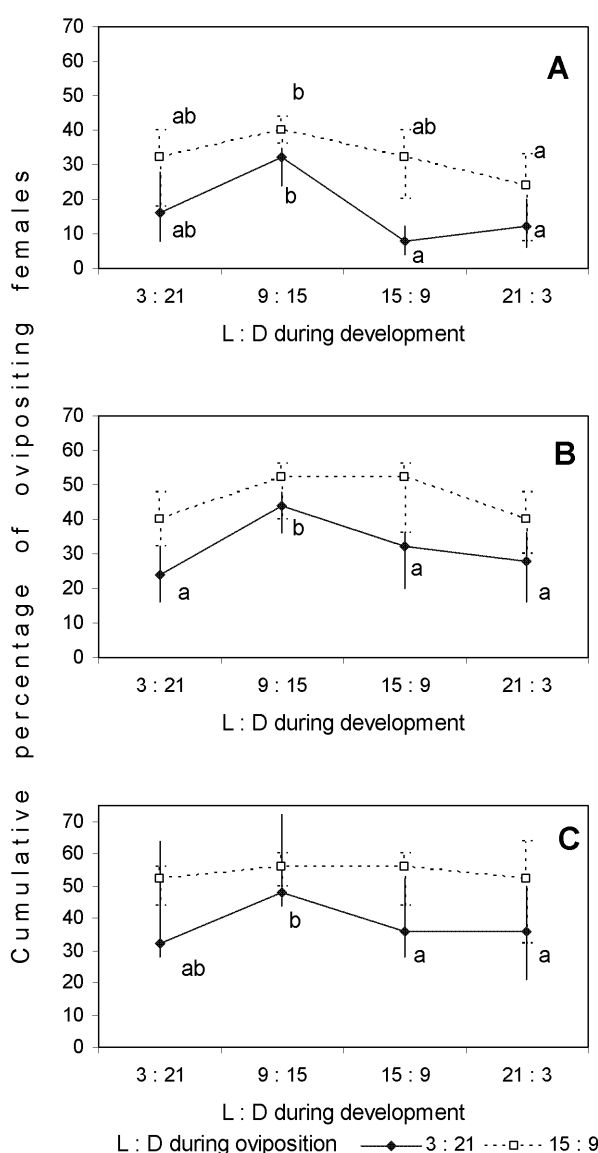 Cumulative percentage of ovipositing females
70
60
50
40
30
20
10
0
A
ab
b
ab
a
ab
b
a
a
3 : 21 9 : 15 15 : 9 21 : 3
L : D during development
70
60
50
40
30
20
10
0
B
b
a
a
a
3 : 21 9 : 15 15 : 9 21 : 3
L : D during development
70
60
50
40
30
20
10
0
C
ab
b
a
a
3 : 21 9 : 15 15 : 9 21 : 3
L : D during development
L : D during oviposition 3 : 21 15 : 9